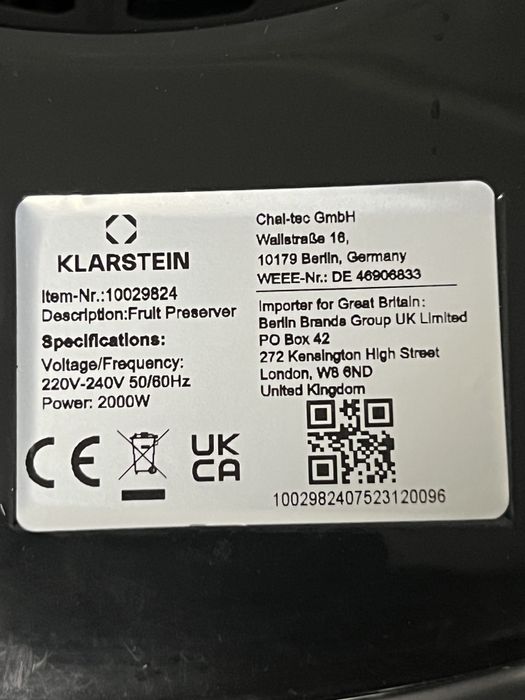 KLARSTEIN
Item-Nr.:10029824
Description:Fruit Preserver
Specifications:
Voltage/Frequency:
220V-240V 50/60Hz
Power: 2000W
CE
UK
CA
Chal-tec GmbH
Wallstraße 16,
10179 Berlin, Germany
WEEE-Nr.: DE 46906833
Importer for Great Britain:
Berlin Brands Group UK Limited
PO Box 42
272 Kensington High Street
London, W8 6ND
United Kingdom
1002982407523120096